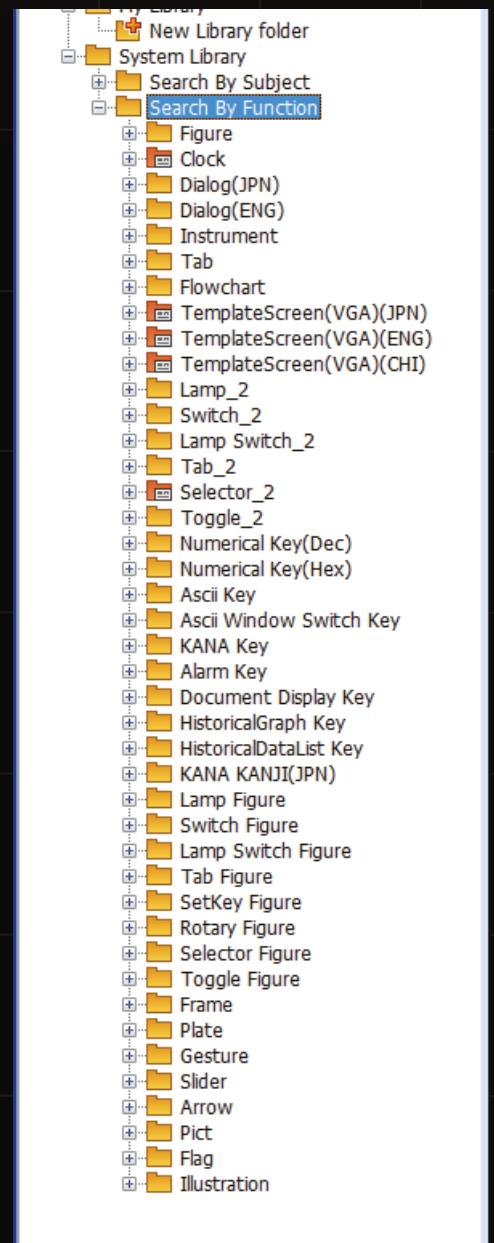 My Library
New Library folder
System Library
Search By Subject
Search By Function
Figure
Clock
Dialog(JPN)
Dialog(ENG)
Instrument
Tab
Flowchart
TemplateScreen(VGA)(JPN)
TemplateScreen(VGA)(ENG)
TemplateScreen(VGA)(CHI)
Lamp_2
Switch_2
Lamp Switch_2
Tab_2
Selector_2
Toggle_2
Numerical Key(Dec)
Numerical Key(Hex)
Ascii Key
Ascii Window Switch Key
KANA Key
Alarm Key
Document Display Key
HistoricalGraph Key
HistoricalDataList Key
KANA KANJI(JPN)
Lamp Figure
Switch Figure
Lamp Switch Figure
Tab Figure
SetKey Figure
Rotary Figure
Selector Figure
Toggle Figure
Frame
Plate
Gesture
Slider
Arrow
Pict
Flag
Illustration